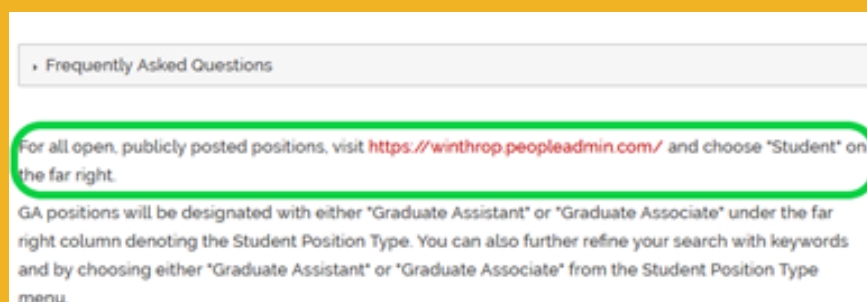 › Frequently Asked Questions
For all open, publicly posted positions, visit https://winthrop.peopleadmin.com/ and choose "Student" on
the far right.
GA positions will be designated with either "Graduate Assistant" or "Graduate Associate" under the far
right column denoting the Student Position Type. You can also further refine your search with keywords
and by choosing either "Graduate Assistant" or "Graduate Associate" from the Student Position Type
menu.